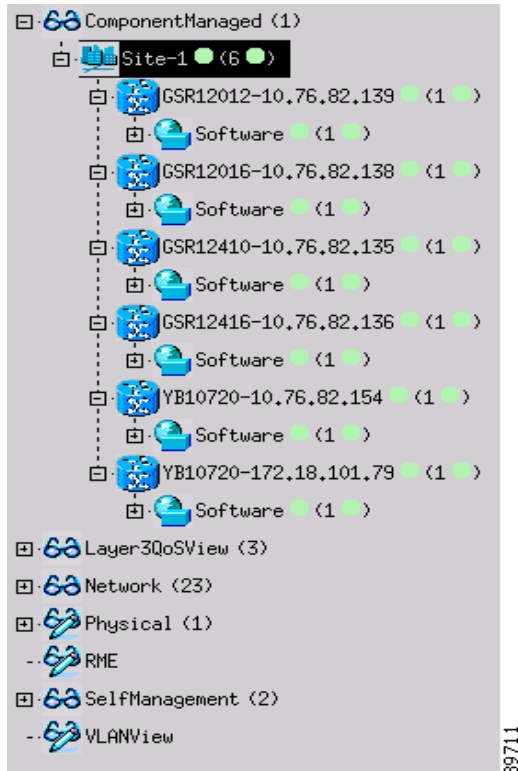 ComponentManaged (1)
Site-1 (6)
GSR12012-10.76.82.139 (1)
Software (1)
GSR12016-10.76.82.138 (1)
Software (1)
GSR12410-10.76.82.135 (1)
Software (1)
GSR12416-10.76.82.136 (1)
Software (1)
YB10720-10.76.82.154 (1)
Software (1)
YB10720-172.18.101.79 (1)
Software (1)
Layer3QoSView (3)
Network (23)
Physical (1)
RME
SelfManagement (2)
VLANView
89711